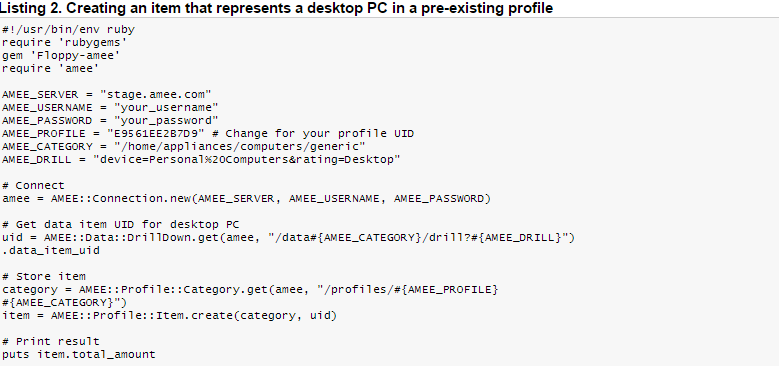 Listing 2. Creating an item that represents a desktop PC in a pre-existing profile
#!/usr/bin/env ruby
require 'rubygems'
gem 'Floppy-amee'
require 'amee'
AMEE_SERVER = "stage.amee.com"
AMEE_USERNAME = "your_username"
AMEE_PASSWORD = "your_password"
AMEE_PROFILE = "E9561EE2B7D9" # Change for your profile UID
AMEE_CATEGORY = "/home/appliances/computers/generic"
AMEE_DRILL = "device=Personal%20Computers&rating=Desktop"
# Connect
amee = AMEE::Connection.new(AMEE_SERVER, AMEE_USERNAME, AMEE_PASSWORD)
# Get data item UID for desktop PC
uid = AMEE::Data::DrillDown.get(amee, "/data#{AMEE_CATEGORY}/drill?#{AMEE_DRILL}")
.data_item_uid
# Store item
category = AMEE::Profile::Category.get(amee, "/profiles/#{AMEE_PROFILE}
#{AMEE_CATEGORY}")
item = AMEE::Profile::Item.create(category, uid)
# Print result
puts item.total_amount